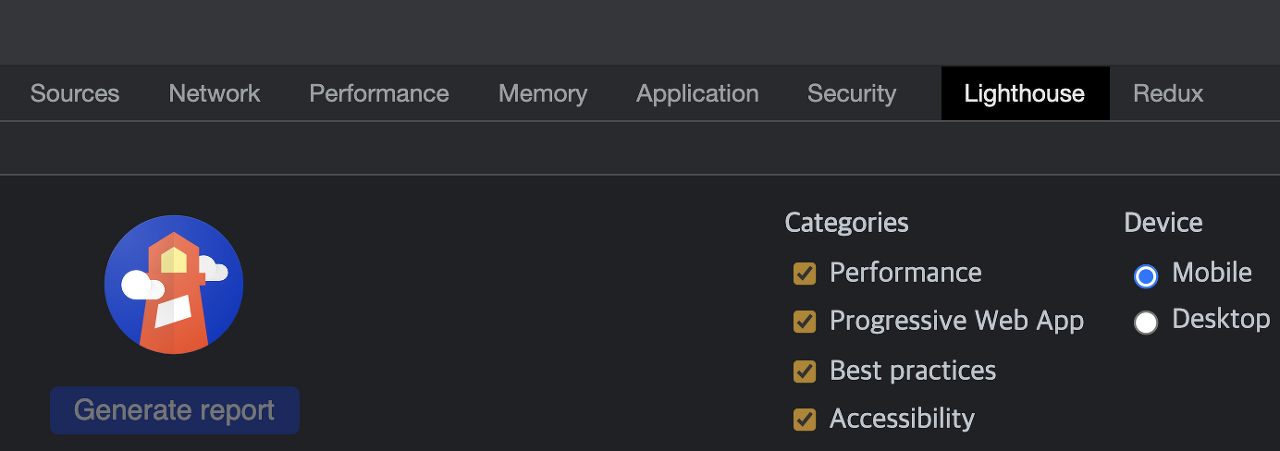 Sources Network Performance Memory Application Security Lighthouse Redux
Categories Device
Performance Mobile
Progressive Web App Desktop
Best practices
Accessibility
Generate report